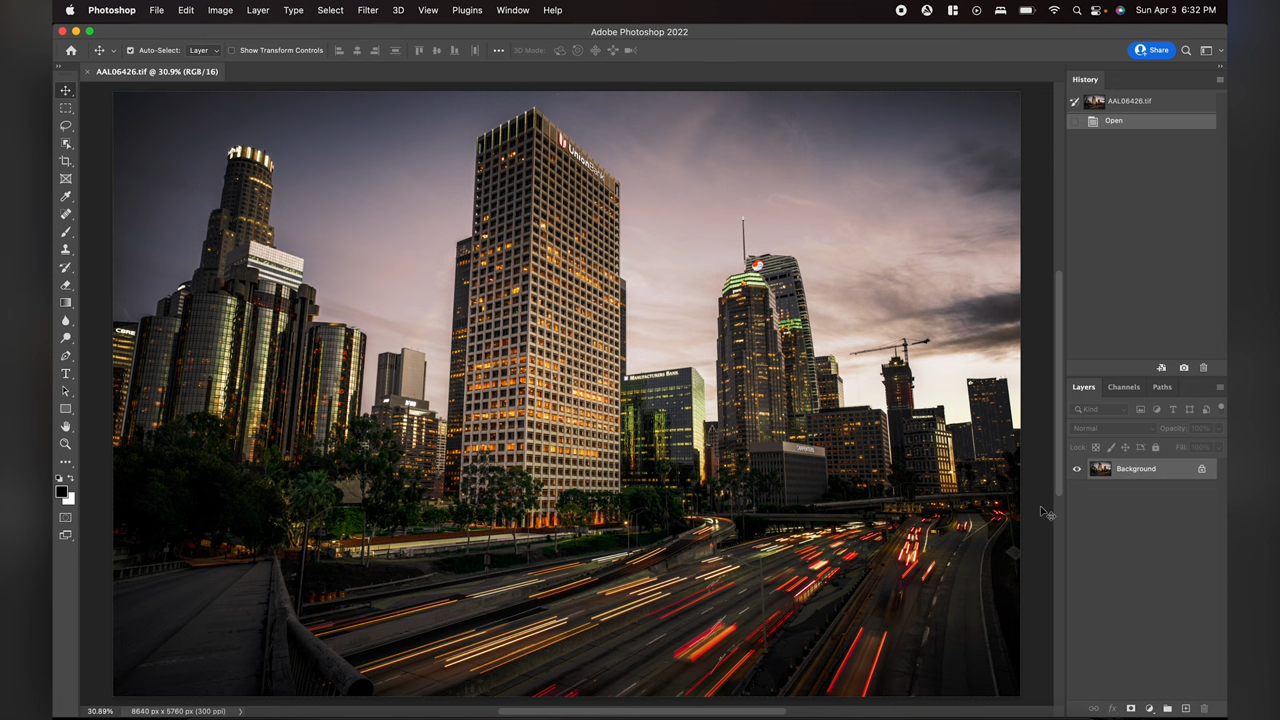 Photoshop File Edit Image Layer Type Select Filter 3D View Plugins Window Help Sun Apr 3 6:32 PM
Adobe Photoshop 2022
Auto-Select: Layer Show Transform Controls 3D Mode: Share
AAL06426.tif @ 30.9% (RGB/16)
History
AAL06426.tif
Open
UnionBank
CBRE
MANUFACTURERS BANK
Layers Channels Paths
Kind
Normal Opacity: 100%
Lock: Fill: 100%
Background
30.89% 8640 px x 5760 px (300 ppi)